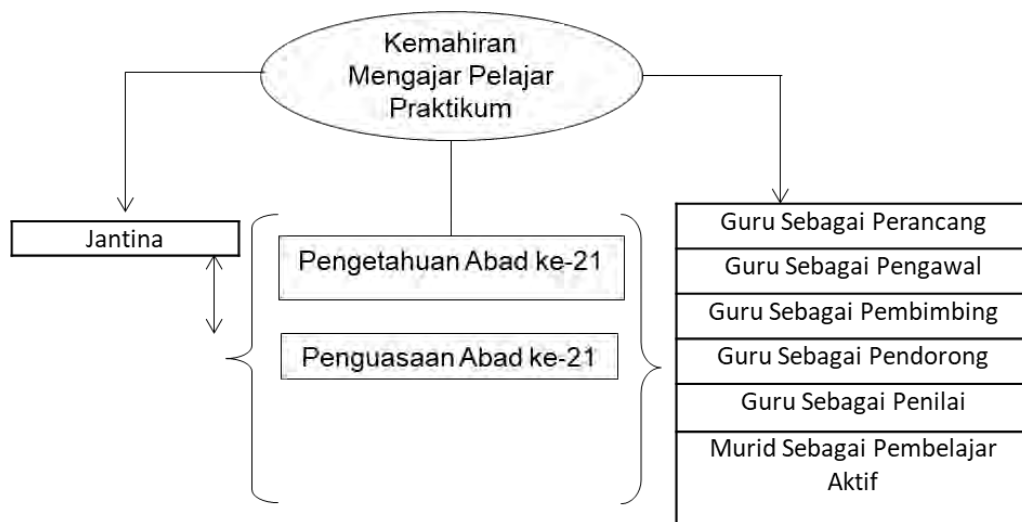 Kemahiran
Mengajar Pelajar
Praktikum
Jantina
Pengetahuan Abad ke-21
Penguasaan Abad ke-21
Guru Sebagai Perancang
Guru Sebagai Pengawal
Guru Sebagai Pembimbing
Guru Sebagai Pendorong
Guru Sebagai Penilai
Murid Sebagai Pembelajar
Aktif